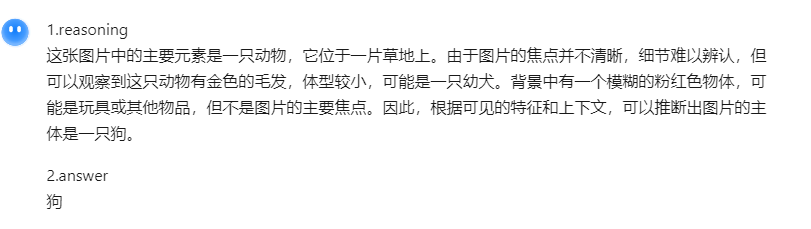 1.reasoning
这张图片中的主要元素是一只动物，它位于一片草地上。由于图片的焦点并不清晰，细节难以辨认，但
可以观察到这只动物有金色的毛发，体型较小，可能是一只幼犬。背景中有一个模糊的粉红色物体，可
能是玩具或其他物品，但不是图片的主要焦点。因此，根据可见的特征和上下文，可以推断出图片的主
体是一只狗。
2.answer
狗